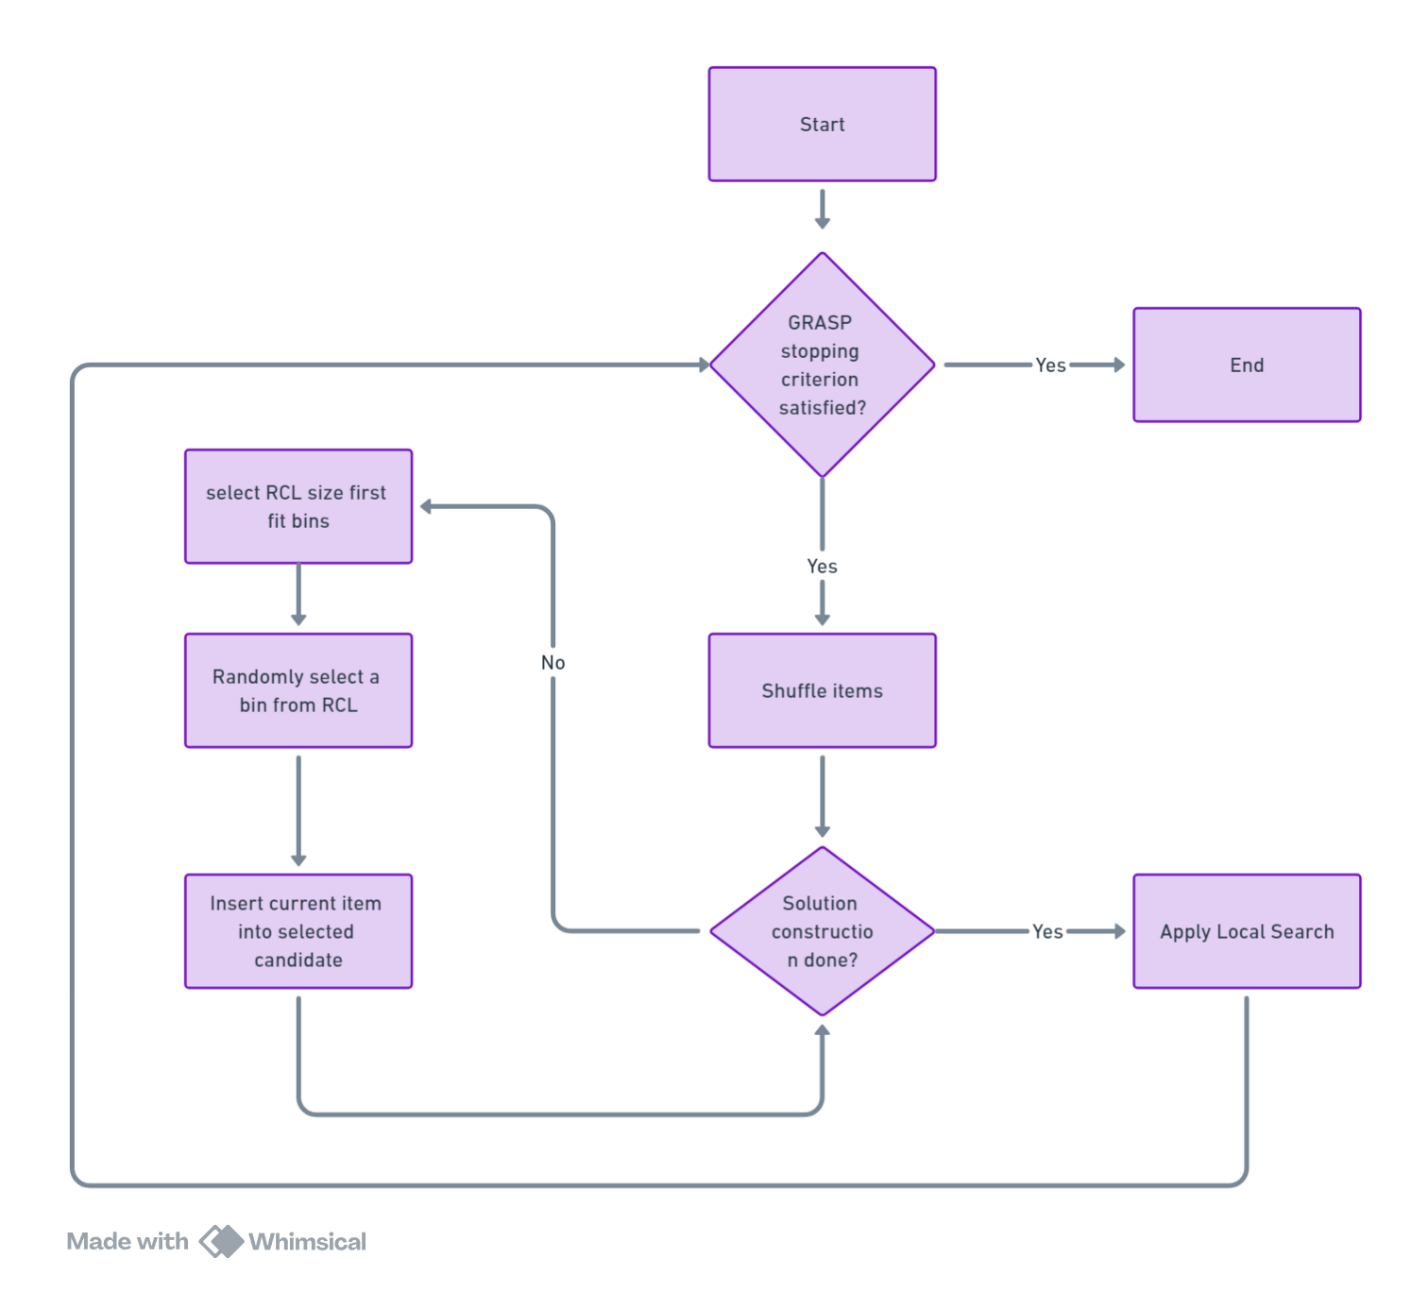 Start
GRASP
stopping
criterion
satisfied?
Yes
End
select RCL size first
fit bins
Yes
No
Randomly select a
bin from RCL
Shuffle items
Insert current item
into selected
candidate
Solution
constructio
n done?
Yes
Apply Local Search
Made with Whimsical